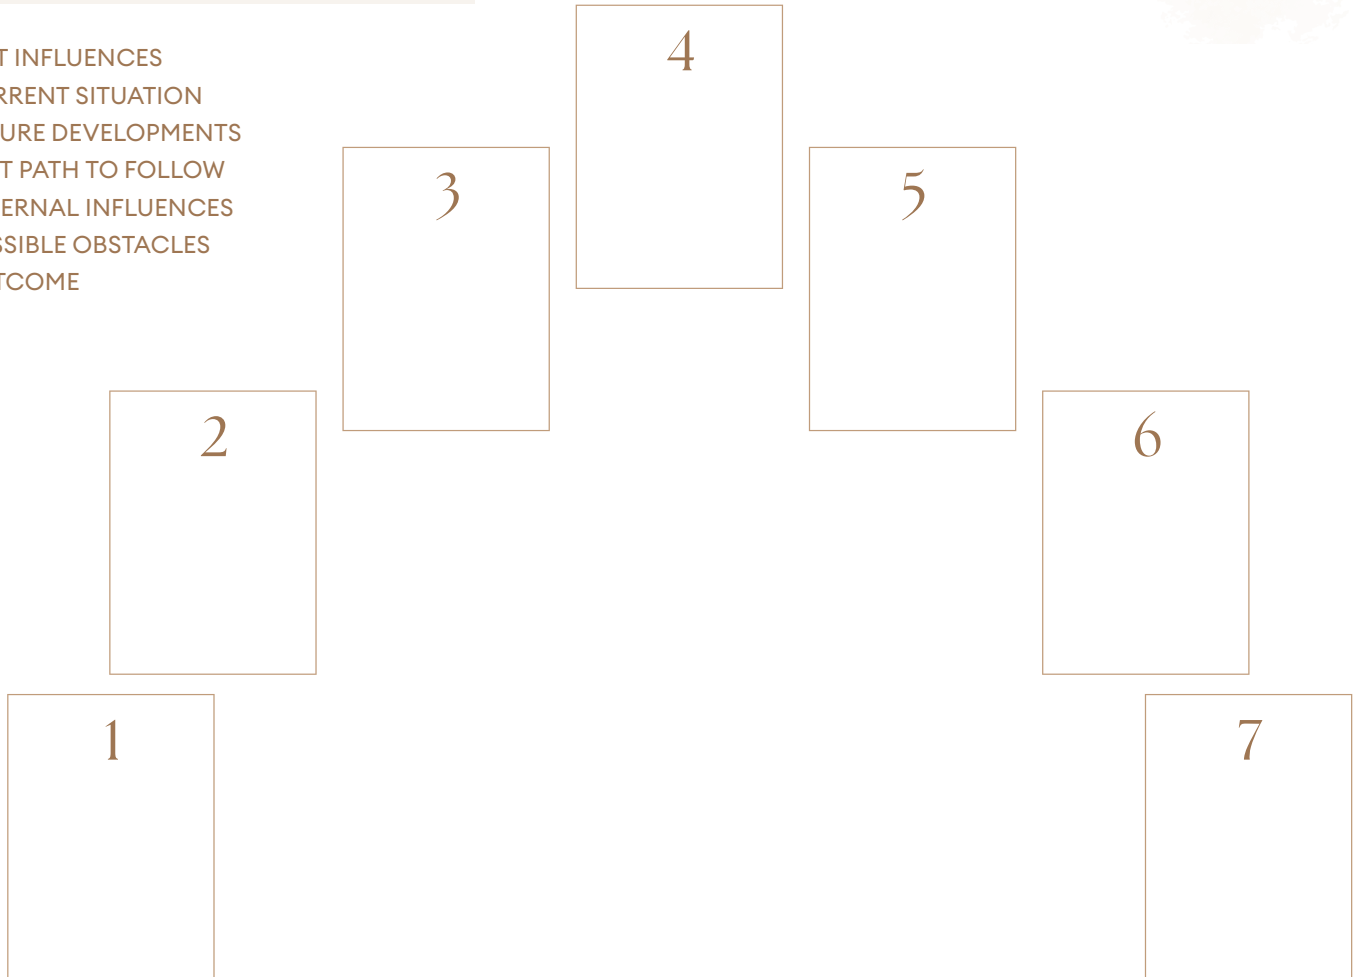 T INFLUENCES
RRENT SITUATION
URE DEVELOPMENTS
T PATH TO FOLLOW
ERNAL INFLUENCES
SSIBLE OBSTACLES
TCOME
4
3
5
2
6
1
7